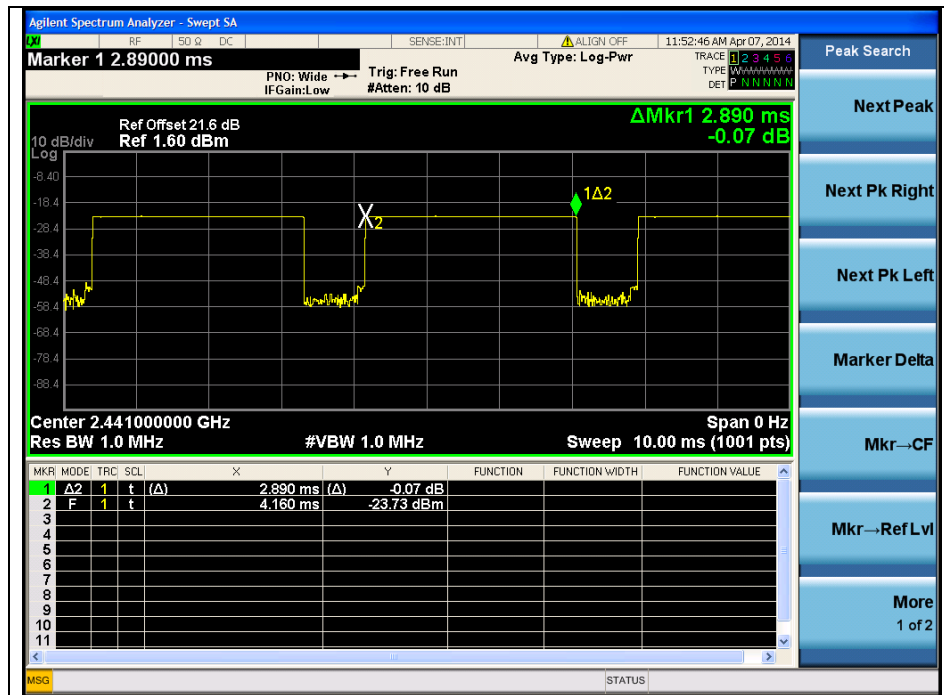 Agilent Spectrum Analyzer - Swept SA
LXI RF 50 Ω DC SENSE:INT ALIGN OFF 11:52:46 AM Apr 07, 2014
Marker 1 2.89000 ms
PNO: Wide
IFGain:Low
Trig: Free Run
#Atten: 10 dB
Avg Type: Log-Pwr
TRACE 1 2 3 4 5 6
TYPE W
DET P N N N N N
ΔMkr1 2.890 ms
-0.07 dB
Ref Offset 21.6 dB
10 dB/div Ref 1.60 dBm
Log
-8.40
-18.4
-28.4
-38.4
-48.4
-58.4
-68.4
-78.4
-88.4
1Δ2
X2
Center 2.441000000 GHz Span 0 Hz
Res BW 1.0 MHz #VBW 1.0 MHz Sweep 10.00 ms (1001 pts)
MKR MODE TRC SCL X Y FUNCTION FUNCTION WIDTH FUNCTION VALUE
1 Δ2 1 t (Δ) 2.890 ms (Δ) -0.07 dB
2 F 1 t 4.160 ms -23.73 dBm
3
4
5
6
7
8
9
10
11
MSG STATUS
Peak Search
Next Peak
Next Pk Right
Next Pk Left
Marker Delta
Mkr→CF
Mkr→Ref Lvl
More
1 of 2